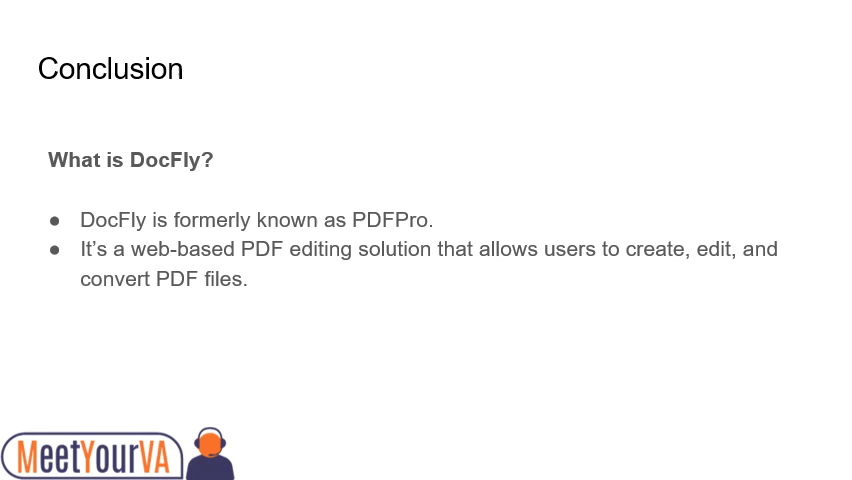 Conclusion
What is DocFly?
● DocFly is formerly known as PDFPro.
● It’s a web-based PDF editing solution that allows users to create, edit, and
convert PDF files.
MeetYourVA